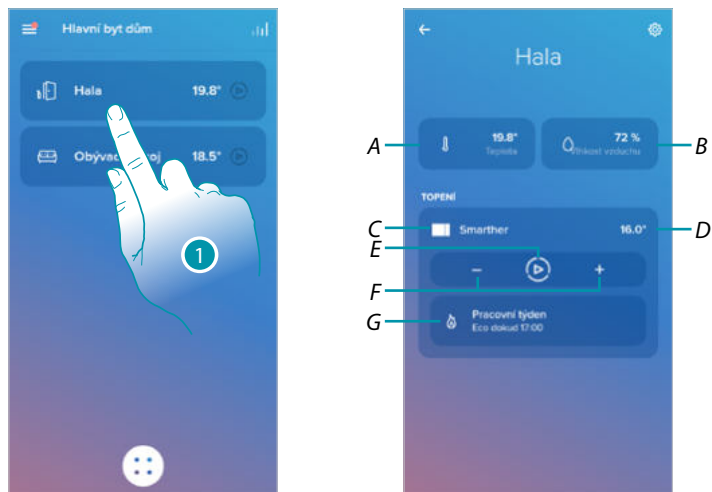 Hlavní byt dům
Hala
19.8°
18.5°
1
Hala
A
19.8°
Teplota
72 %
Vlhkost vzduchu
B
TOPENÍ
C
Smarther
16.0°
D
E
F
G
Pracovní týden
Eco dokud 17:00